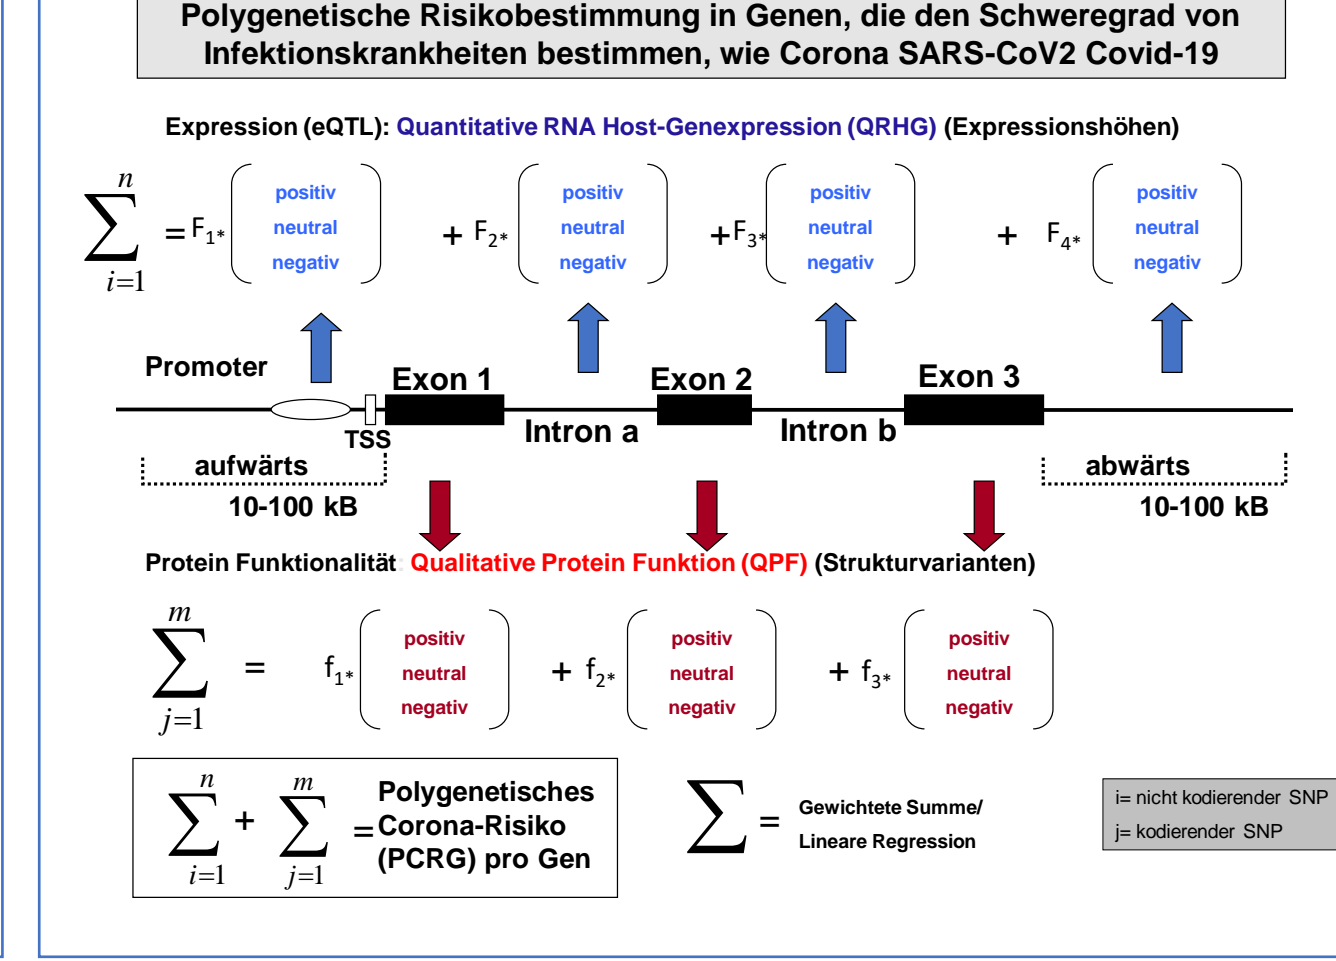 Polygenetische Risikobestimmung in Genen, die den Schweregrad von
Infektionskrankheiten bestimmen, wie Corona SARS-CoV2 Covid-19
Expression (eQTL): Quantitative RNA Host-Genexpression (QRHG) (Expressionshöhen)
n
∑ = F1* + F2* + F3* + F4*
i=1
positiv positiv positiv positiv
neutral neutral neutral neutral
negativ negativ negativ negativ
Promoter
Exon 1 Exon 2 Exon 3
TSS Intron a Intron b
aufwärts abwärts
10-100 kB 10-100 kB
Protein Funktionalität: Qualitative Protein Funktion (QPF) (Strukturvarianten)
m
∑ = f1* + f2* + f3*
j=1
positiv positiv positiv
neutral neutral neutral
negativ negativ negativ
n m
∑ + ∑ =
i=1 j=1
Polygenetisches
Corona-Risiko
(PCRG) pro Gen
∑ =
Gewichtete Summe/
Lineare Regression
i= nicht kodierender SNP
j= kodierender SNP